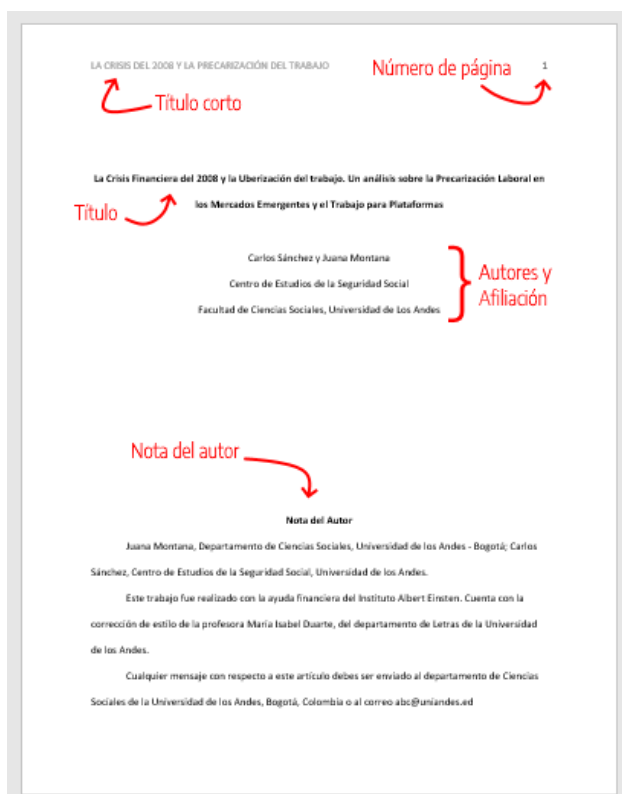 LA CRISIS DEL 2008 Y LA PRECARIZACIÓN DEL TRABAJO
Número de página
1
Título corto
La Crisis Financiera del 2008 y la Uberización del trabajo. Un análisis sobre la Precarización Laboral en
los Mercados Emergentes y el Trabajo para Plataformas
Título
Carlos Sánchez y Juana Montana
Centro de Estudios de la Seguridad Social
Facultad de Ciencias Sociales, Universidad de Los Andes
Autores y
Afiliación
Nota del autor
Nota del Autor
Juana Montana, Departamento de Ciencias Sociales, Universidad de los Andes - Bogotá; Carlos
Sánchez, Centro de Estudios de la Seguridad Social, Universidad de los Andes.
Este trabajo fue realizado con la ayuda financiera del Instituto Albert Einsten. Cuenta con la
corrección de estilo de la profesora María Isabel Duarte, del departamento de Letras de la Universidad
de los Andes.
Cualquier mensaje con respecto a este artículo debes ser enviado al departamento de Ciencias
Sociales de la Universidad de los Andes, Bogotá, Colombia o al correo abc@uniandes.ed